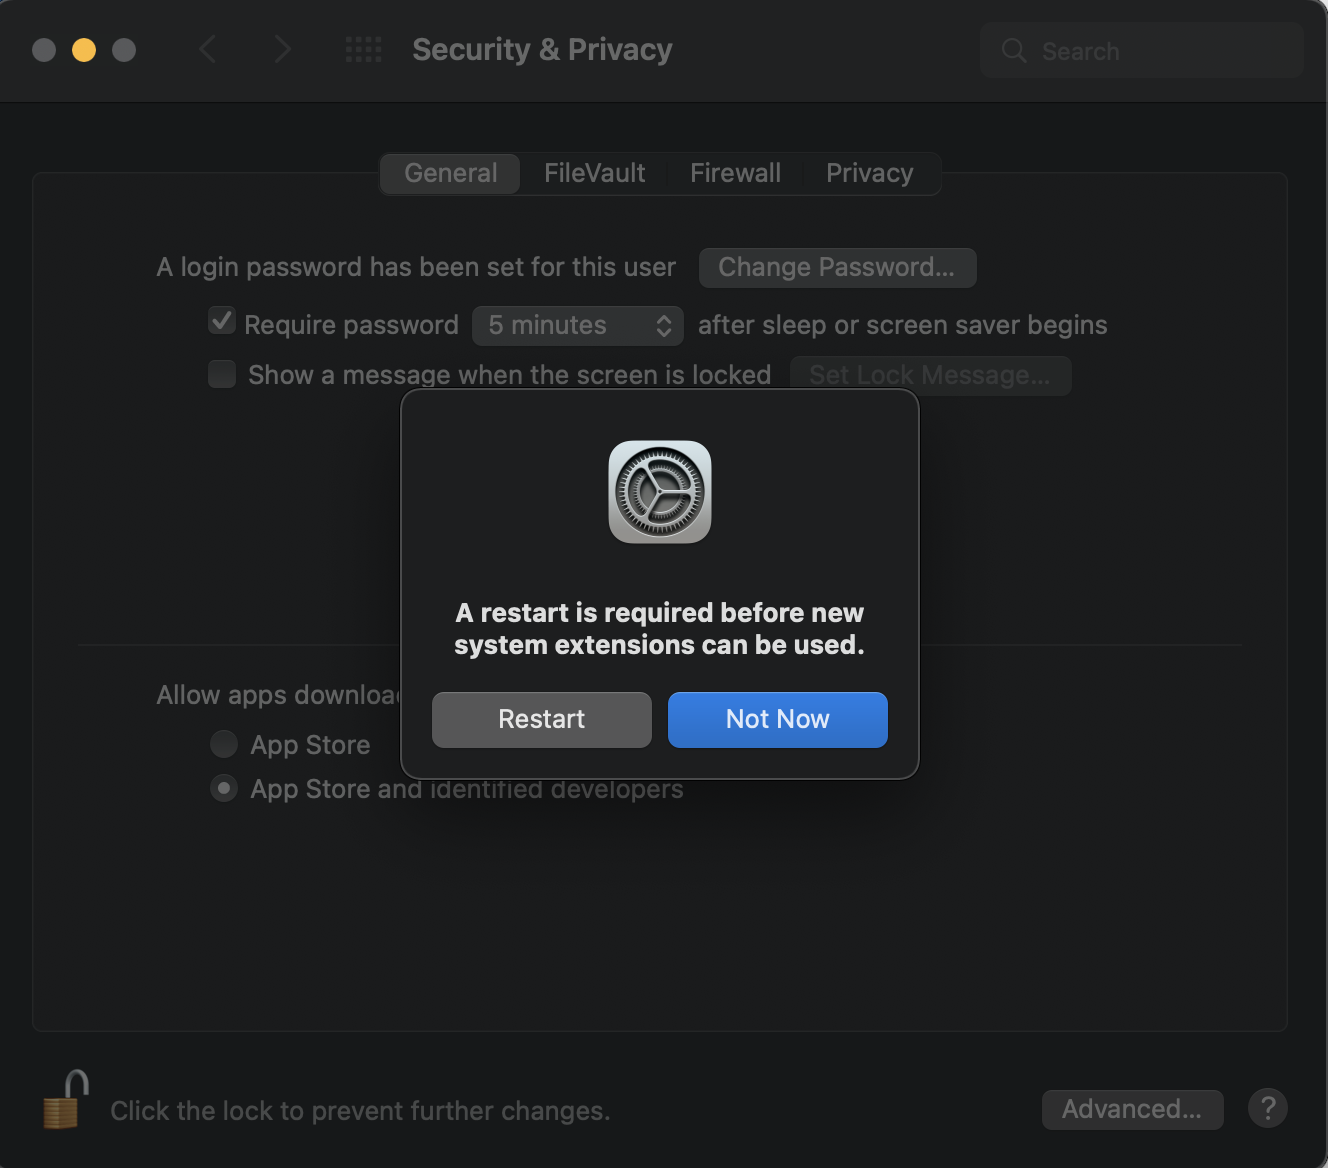 Security & Privacy
Search
General FileVault Firewall Privacy
A login password has been set for this user Change Password...
Require password 5 minutes after sleep or screen saver begins
Show a message when the screen is locked Set Lock Message...
A restart is required before new
system extensions can be used.
Restart Not Now
Allow apps
App Store
App Store and identified developers
Click the lock to prevent further changes.
Advanced... ?